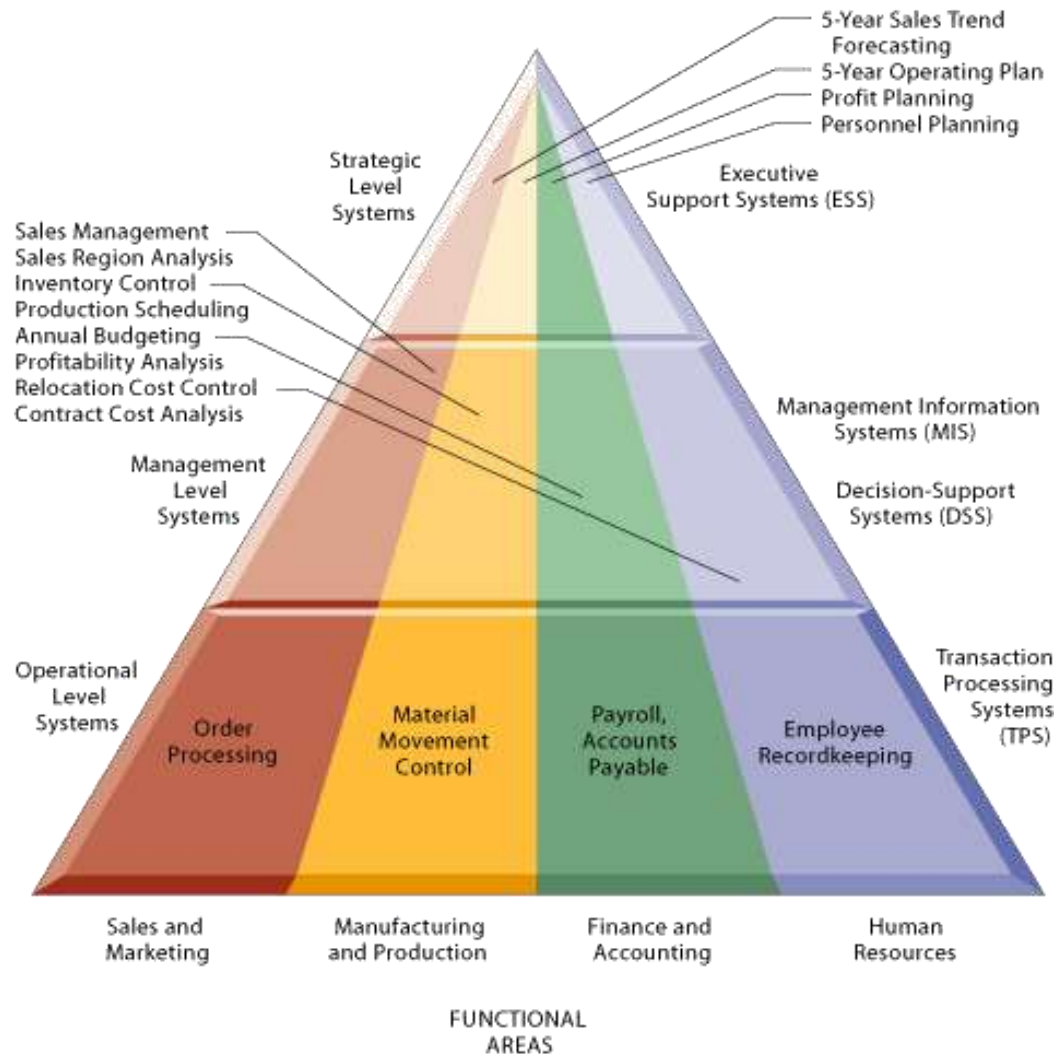 5-Year Sales Trend
Forecasting
5-Year Operating Plan
Profit Planning
Personnel Planning
Strategic
Level
Systems
Executive
Support Systems (ESS)
Sales Management
Sales Region Analysis
Inventory Control
Production Scheduling
Annual Budgeting
Profitability Analysis
Relocation Cost Control
Contract Cost Analysis
Management Information
Systems (MIS)
Management
Level
Systems
Decision-Support
Systems (DSS)
Operational
Level
Systems
Transaction
Processing
Systems
(TPS)
Order
Processing
Material
Movement
Control
Payroll,
Accounts
Payable
Employee
Recordkeeping
Sales and
Marketing
Manufacturing
and Production
Finance and
Accounting
Human
Resources
FUNCTIONAL
AREAS